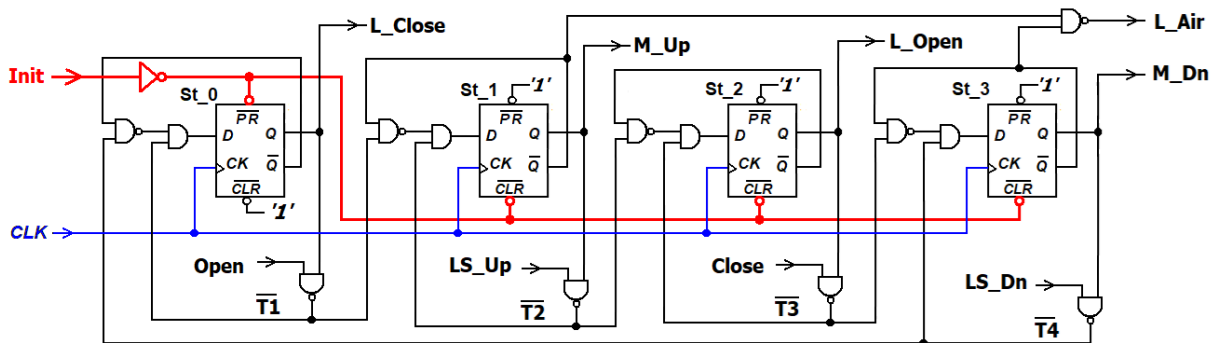 L_Close
M_Up
L_Open
L_Air
M_Dn
Init
St_0
St_1
St_2
St_3
'1'
'1'
'1'
PR
PR
PR
PR
D
Q
D
Q
D
Q
D
Q
CK
Q
CK
Q
CK
Q
CK
Q
CLR
CLR
CLR
CLR
'1'
CLK
Open
LS_Up
Close
LS_Dn
T1
T2
T3
T4